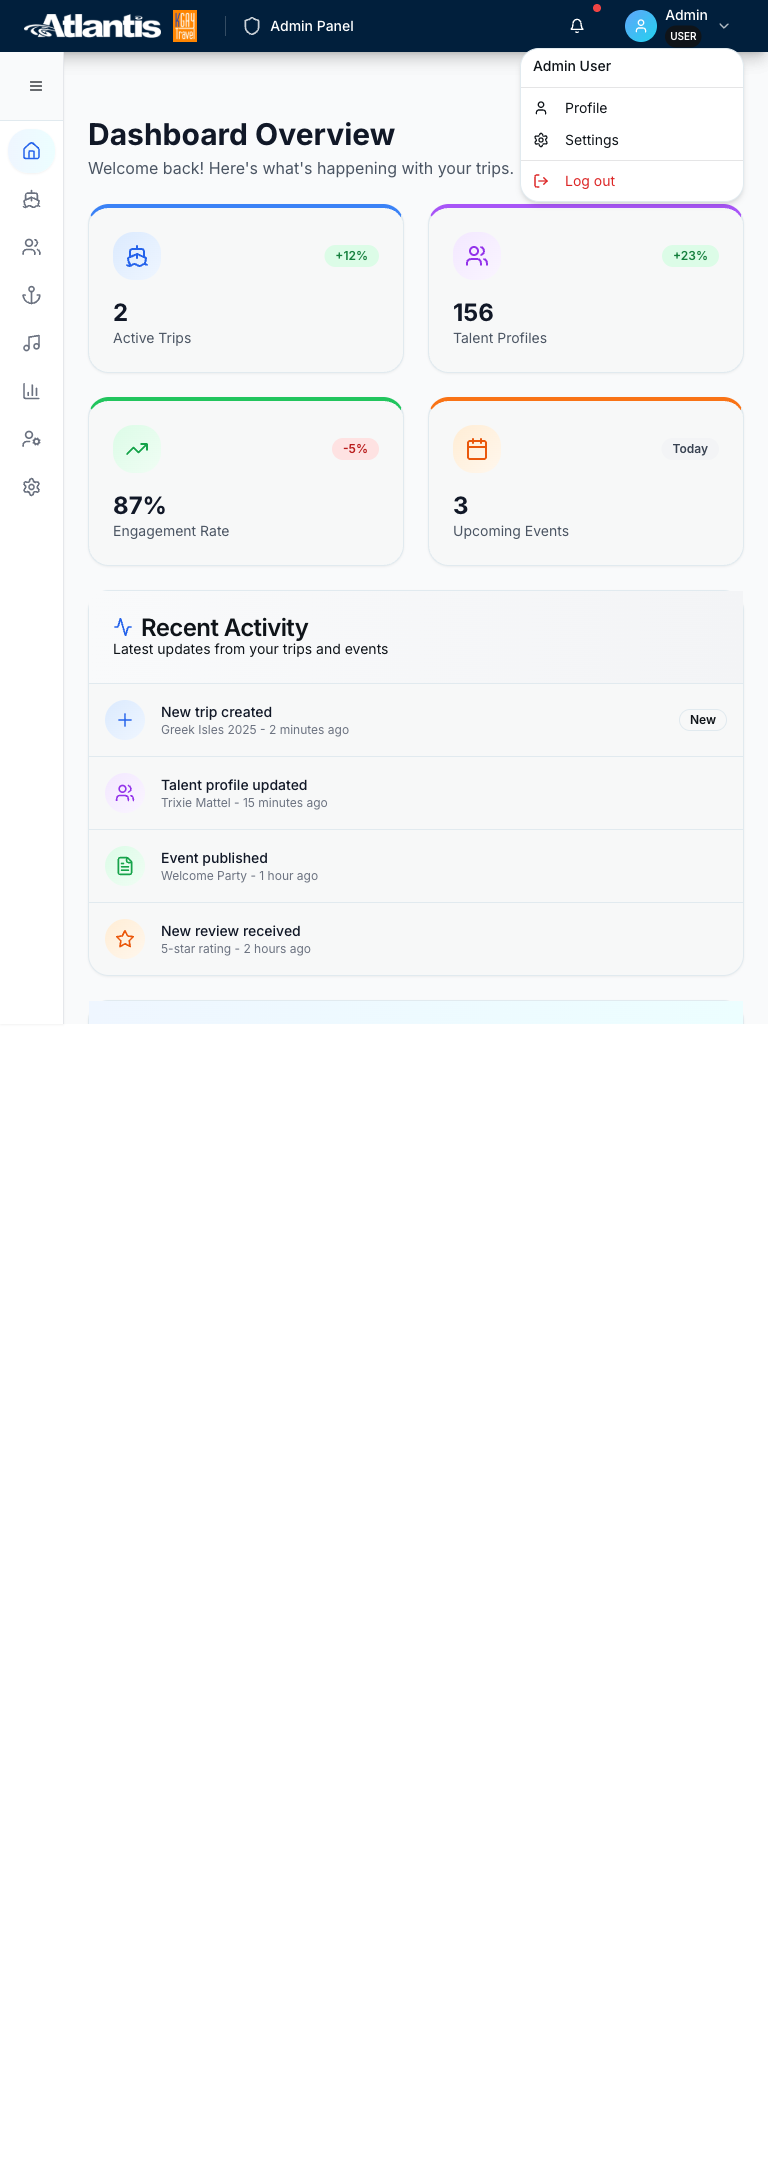 Atlantis
KGAY
Travel
Admin Panel
Admin
USER
Admin User
Profile
Settings
Log out
Dashboard Overview
Welcome back! Here's what's happening with your trips.
+12%
2
Active Trips
+23%
156
Talent Profiles
-5%
87%
Engagement Rate
Today
3
Upcoming Events
Recent Activity
Latest updates from your trips and events
New trip created
Greek Isles 2025 - 2 minutes ago
New
Talent profile updated
Trixie Mattel - 15 minutes ago
Event published
Welcome Party - 1 hour ago
New review received
5-star rating - 2 hours ago